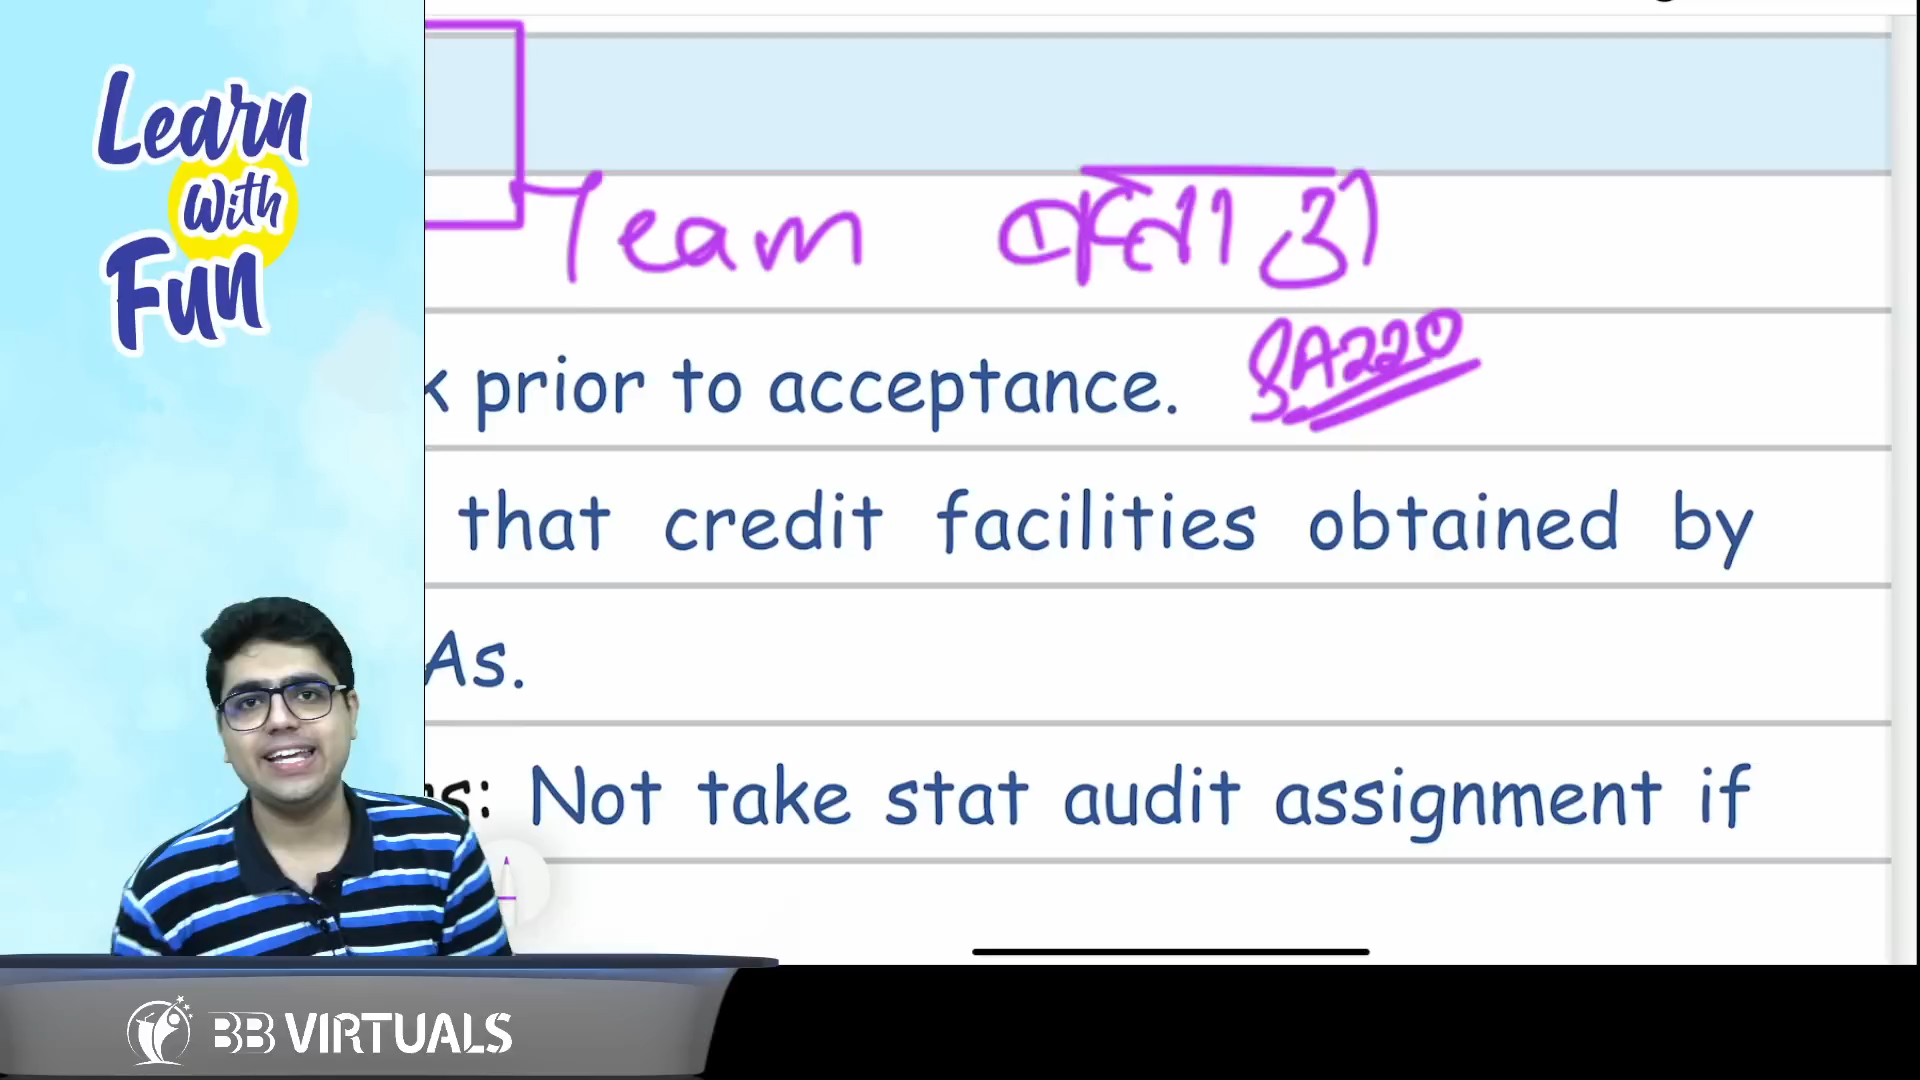 Learn
With
Fun
Team
prior to acceptance. SA220
that credit facilities obtained by
As.
s: Not take stat audit assignment if
BB VIRTUALS